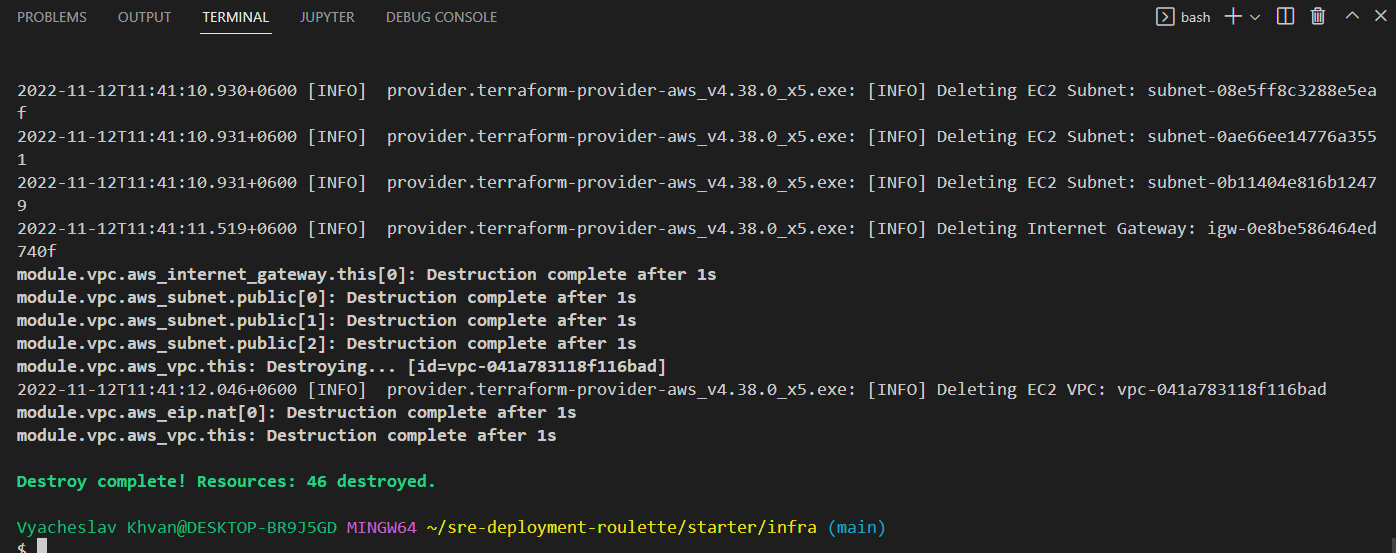 PROBLEMS OUTPUT TERMINAL JUPYTER DEBUG CONSOLE bash
2022-11-12T11:41:10.930+0600 [INFO]  provider.terraform-provider-aws_v4.38.0_x5.exe: [INFO] Deleting EC2 Subnet: subnet-08e5ff8c3288e5ea
f
2022-11-12T11:41:10.931+0600 [INFO]  provider.terraform-provider-aws_v4.38.0_x5.exe: [INFO] Deleting EC2 Subnet: subnet-0ae66ee14776a355
1
2022-11-12T11:41:10.931+0600 [INFO]  provider.terraform-provider-aws_v4.38.0_x5.exe: [INFO] Deleting EC2 Subnet: subnet-0b11404e816b1247
9
2022-11-12T11:41:11.519+0600 [INFO]  provider.terraform-provider-aws_v4.38.0_x5.exe: [INFO] Deleting Internet Gateway: igw-0e8be586464ed
740f
module.vpc.aws_internet_gateway.this[0]: Destruction complete after 1s
module.vpc.aws_subnet.public[0]: Destruction complete after 1s
module.vpc.aws_subnet.public[1]: Destruction complete after 1s
module.vpc.aws_subnet.public[2]: Destruction complete after 1s
module.vpc.aws_vpc.this: Destroying... [id=vpc-041a783118f116bad]
2022-11-12T11:41:12.046+0600 [INFO]  provider.terraform-provider-aws_v4.38.0_x5.exe: [INFO] Deleting EC2 VPC: vpc-041a783118f116bad
module.vpc.aws_eip.nat[0]: Destruction complete after 1s
module.vpc.aws_vpc.this: Destruction complete after 1s
Destroy complete! Resources: 46 destroyed.
Vyacheslav Khvan@DESKTOP-BR9J5GD MINGW64 ~/sre-deployment-roulette/starter/infra (main)
$